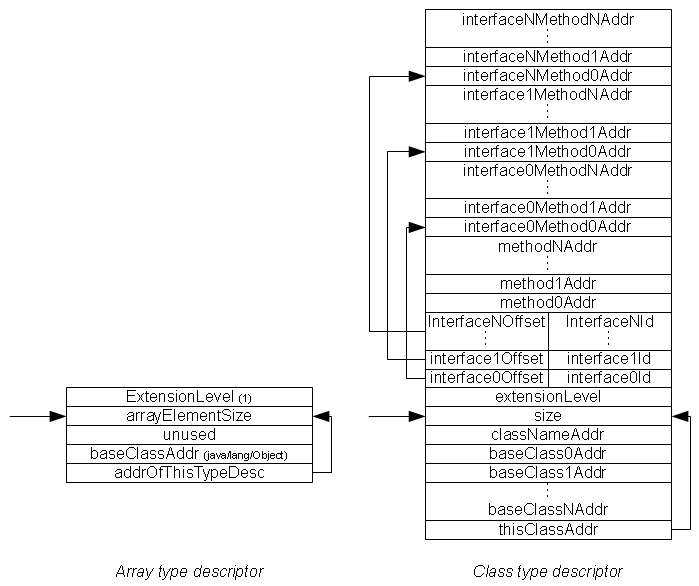 interfaceNMethodNAddr
interfaceNMethod1Addr
interfaceNMethod0Addr
interface1MethodNAddr
interface1Method1Addr
interface1Method0Addr
interface0MethodNAddr
interface0Method1Addr
interface0Method0Addr
methodNAddr
method1Addr
method0Addr
InterfaceNOffset InterfaceNId
interface1Offset interface1Id
interface0Offset interface0Id
extensionLevel
size
classNameAddr
baseClass0Addr
baseClass1Addr
baseClassNAddr
thisClassAddr
Class type descriptor
ExtensionLevel (1)
arrayElementSize
unused
baseClassAddr (java/lang/Object)
addrOfThisTypeDesc
Array type descriptor